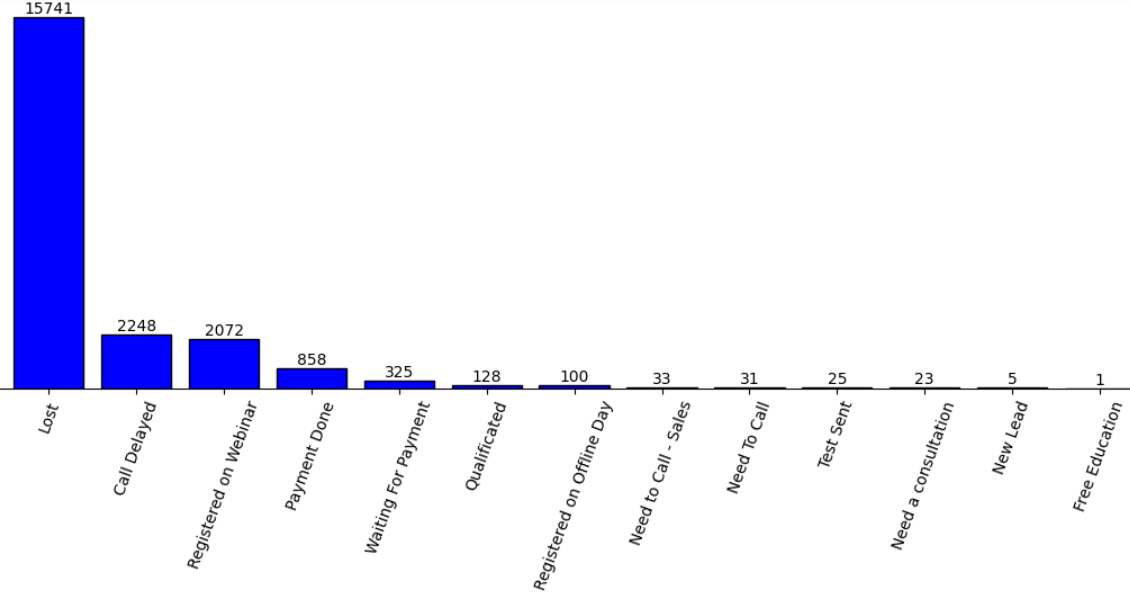 15741
2248
2072
858
325
128
100
33
31
25
23
5
1
Lost
Call Delayed
Registered on Webinar
Payment Done
Waiting For Payment
Qualificated
Registered on Offline Day
Need to Call - Sales
Need To Call
Test Sent
Need a consultation
New Lead
Free Education